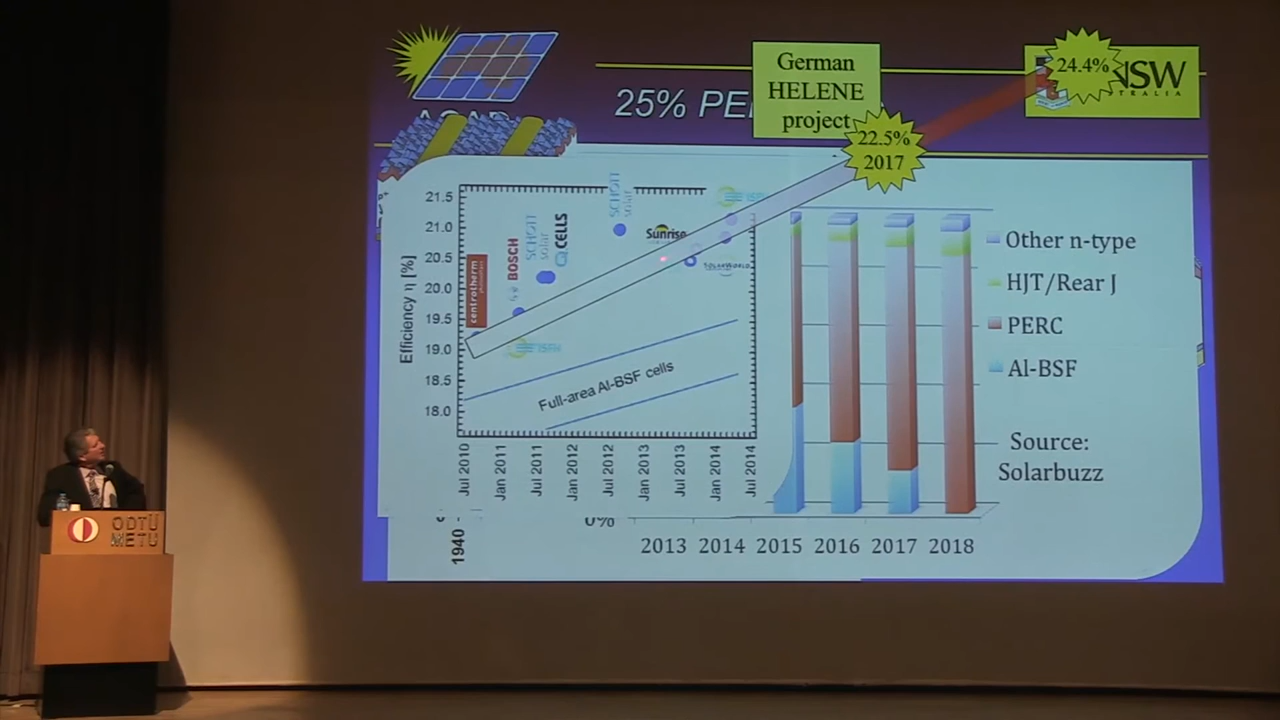 German
HELENE
project
25% PE
22.5%
2017
24.4%
NSW
21.5
21.0
20.5
20.0
19.5
19.0
18.5
18.0
Efficiency η [%]
centrotherm
BOSCH
SCHOTT
solar
Q CELLS
SCHOTT
solar
Sunrise
SOLARWORLD
ISFH
Full-area Al-BSF cells
Jul 2010
Jan 2011
Jul 2011
Jan 2012
Jul 2012
Jan 2013
Jul 2013
Jan 2014
Jul 2014
Other n-type
HJT/Rear J
PERC
Al-BSF
Source:
Solarbuzz
0%
1940
2013 2014 2015 2016 2017 2018
ODTÜ
METU